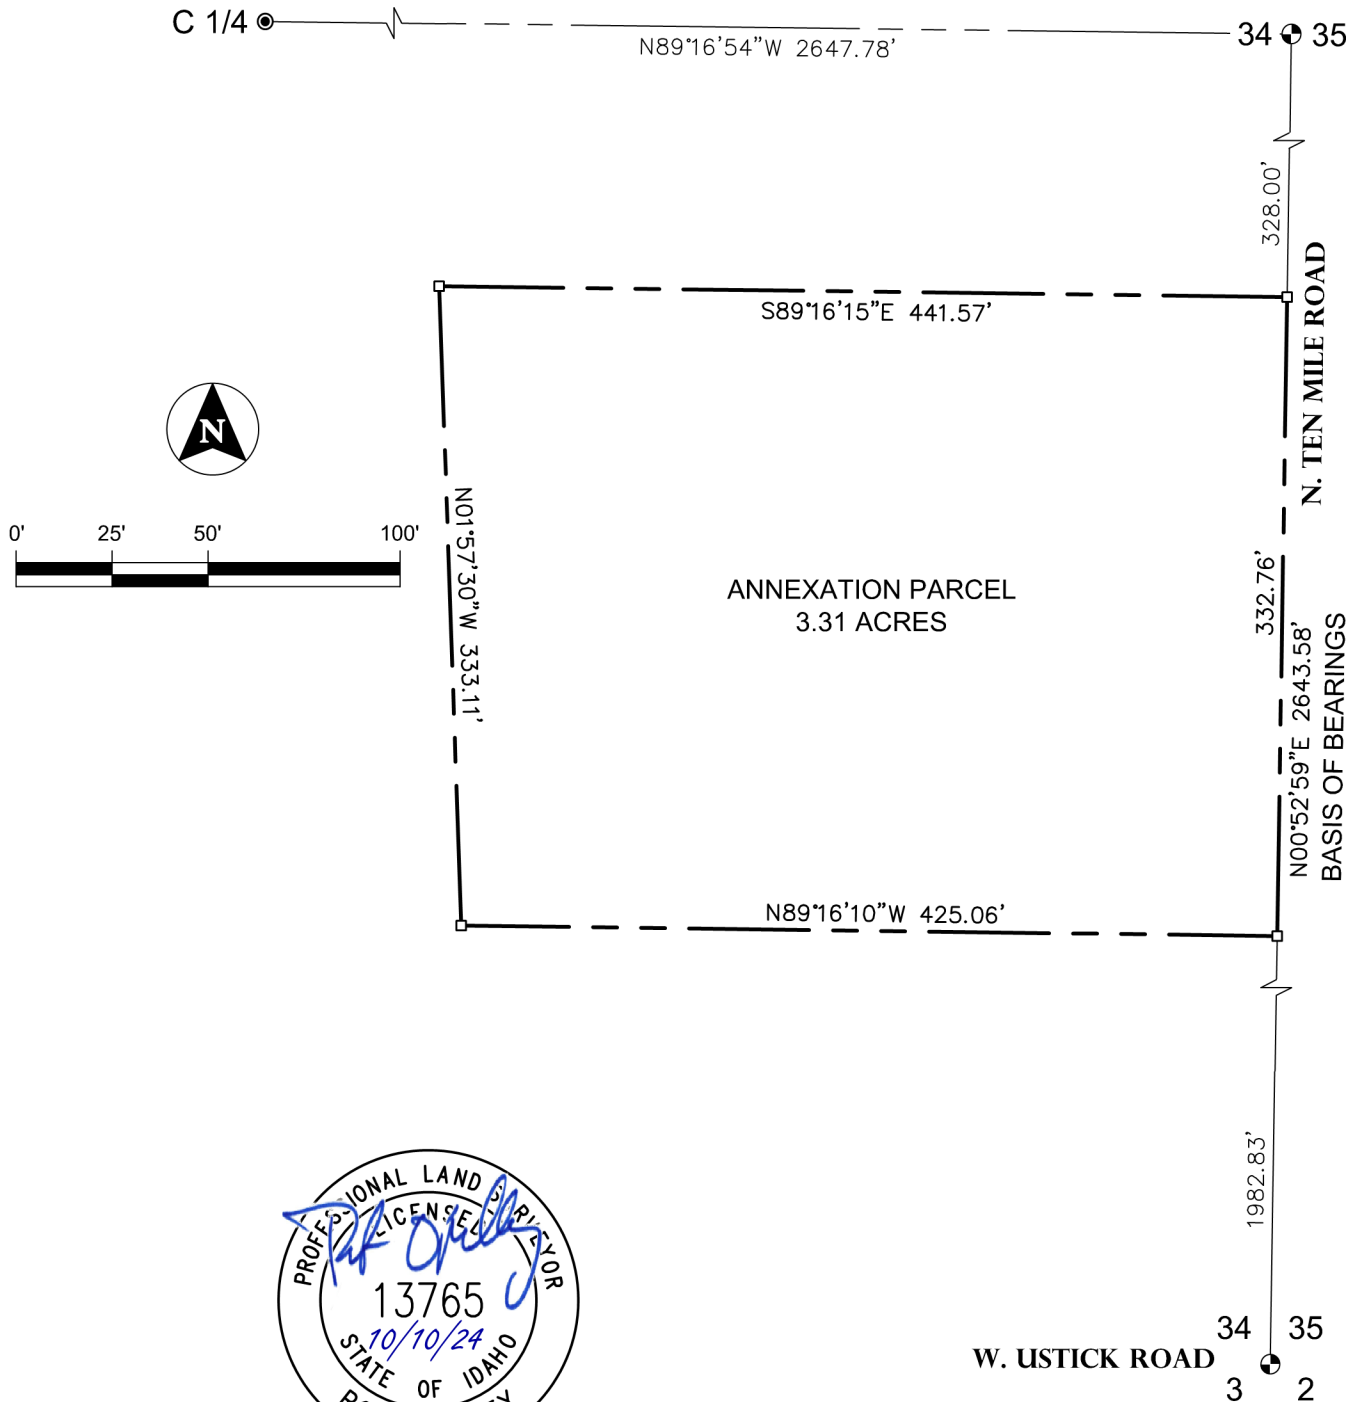 C 1/4
34 35
N89°16'54"W 2647.78'
328.00'
N. TEN MILE ROAD
S89°16'15"E 441.57'
N
0' 25' 50' 100'
N01°57'30"W 333.11'
ANNEXATION PARCEL
3.31 ACRES
332.76'
N00°52'59"E 2643.58'
BASIS OF BEARINGS
N89°16'10"W 425.06'
1982.83'
PROFESSIONAL LAND SURVEYOR
LICENSED
13765
10/10/24
STATE OF IDAHO
34 35
W. USTICK ROAD
3 2